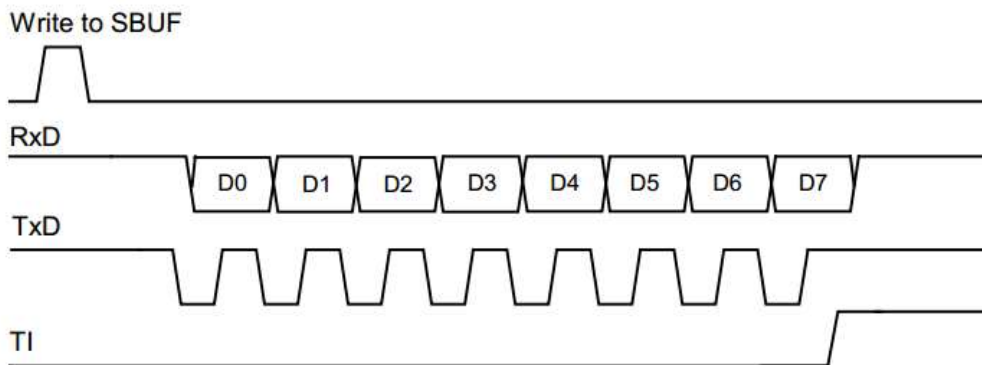 Write to SBUF
RxD
D0 D1 D2 D3 D4 D5 D6 D7
TxD
TI